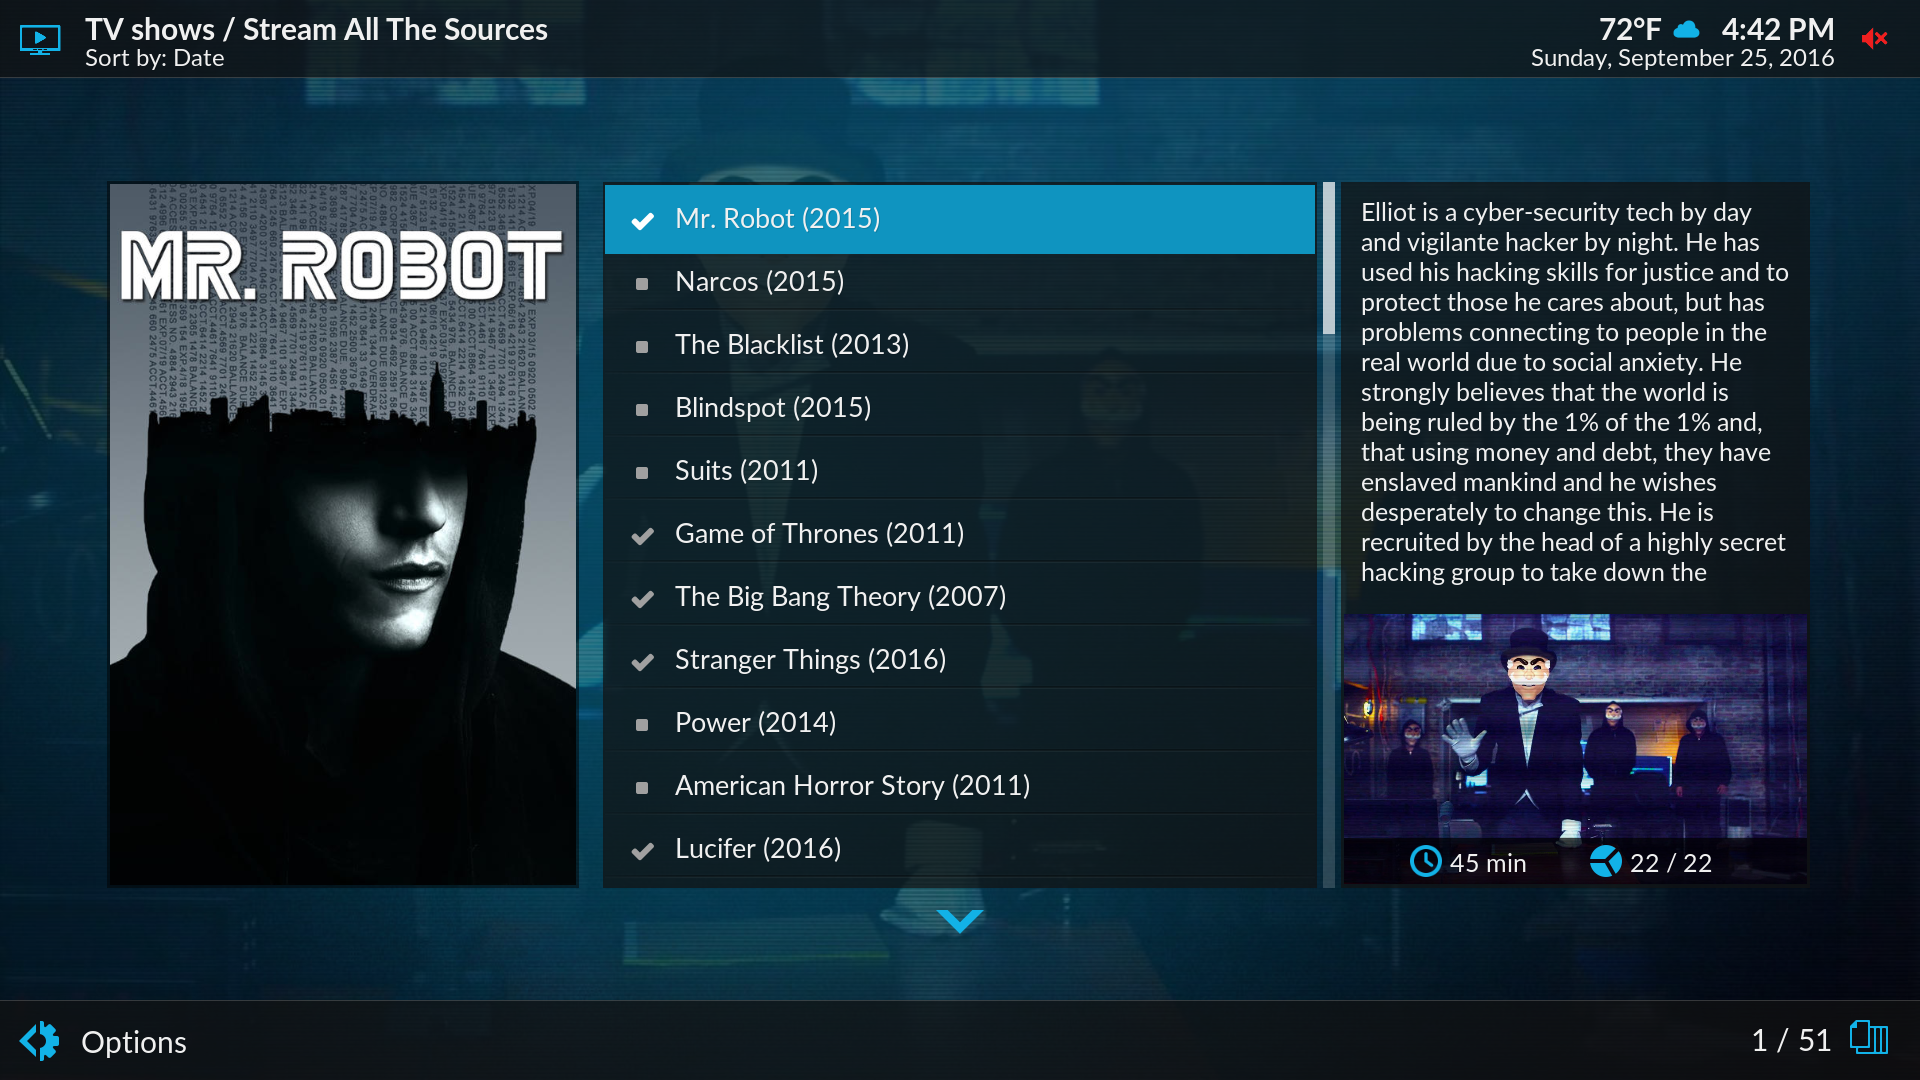 TV shows / Stream All The Sources
Sort by: Date
72°F
4:42 PM
Sunday, September 25, 2016
MR. ROBOT
Mr. Robot (2015)
Narcos (2015)
The Blacklist (2013)
Blindspot (2015)
Suits (2011)
Game of Thrones (2011)
The Big Bang Theory (2007)
Stranger Things (2016)
Power (2014)
American Horror Story (2011)
Lucifer (2016)
Elliot is a cyber-security tech by day
and vigilante hacker by night. He has
used his hacking skills for justice and to
protect those he cares about, but has
problems connecting to people in the
real world due to social anxiety. He
strongly believes that the world is
being ruled by the 1% of the 1% and,
that using money and debt, they have
enslaved mankind and he wishes
desperately to change this. He is
recruited by the head of a highly secret
hacking group to take down the
45 min
22 / 22
Options
1 / 51